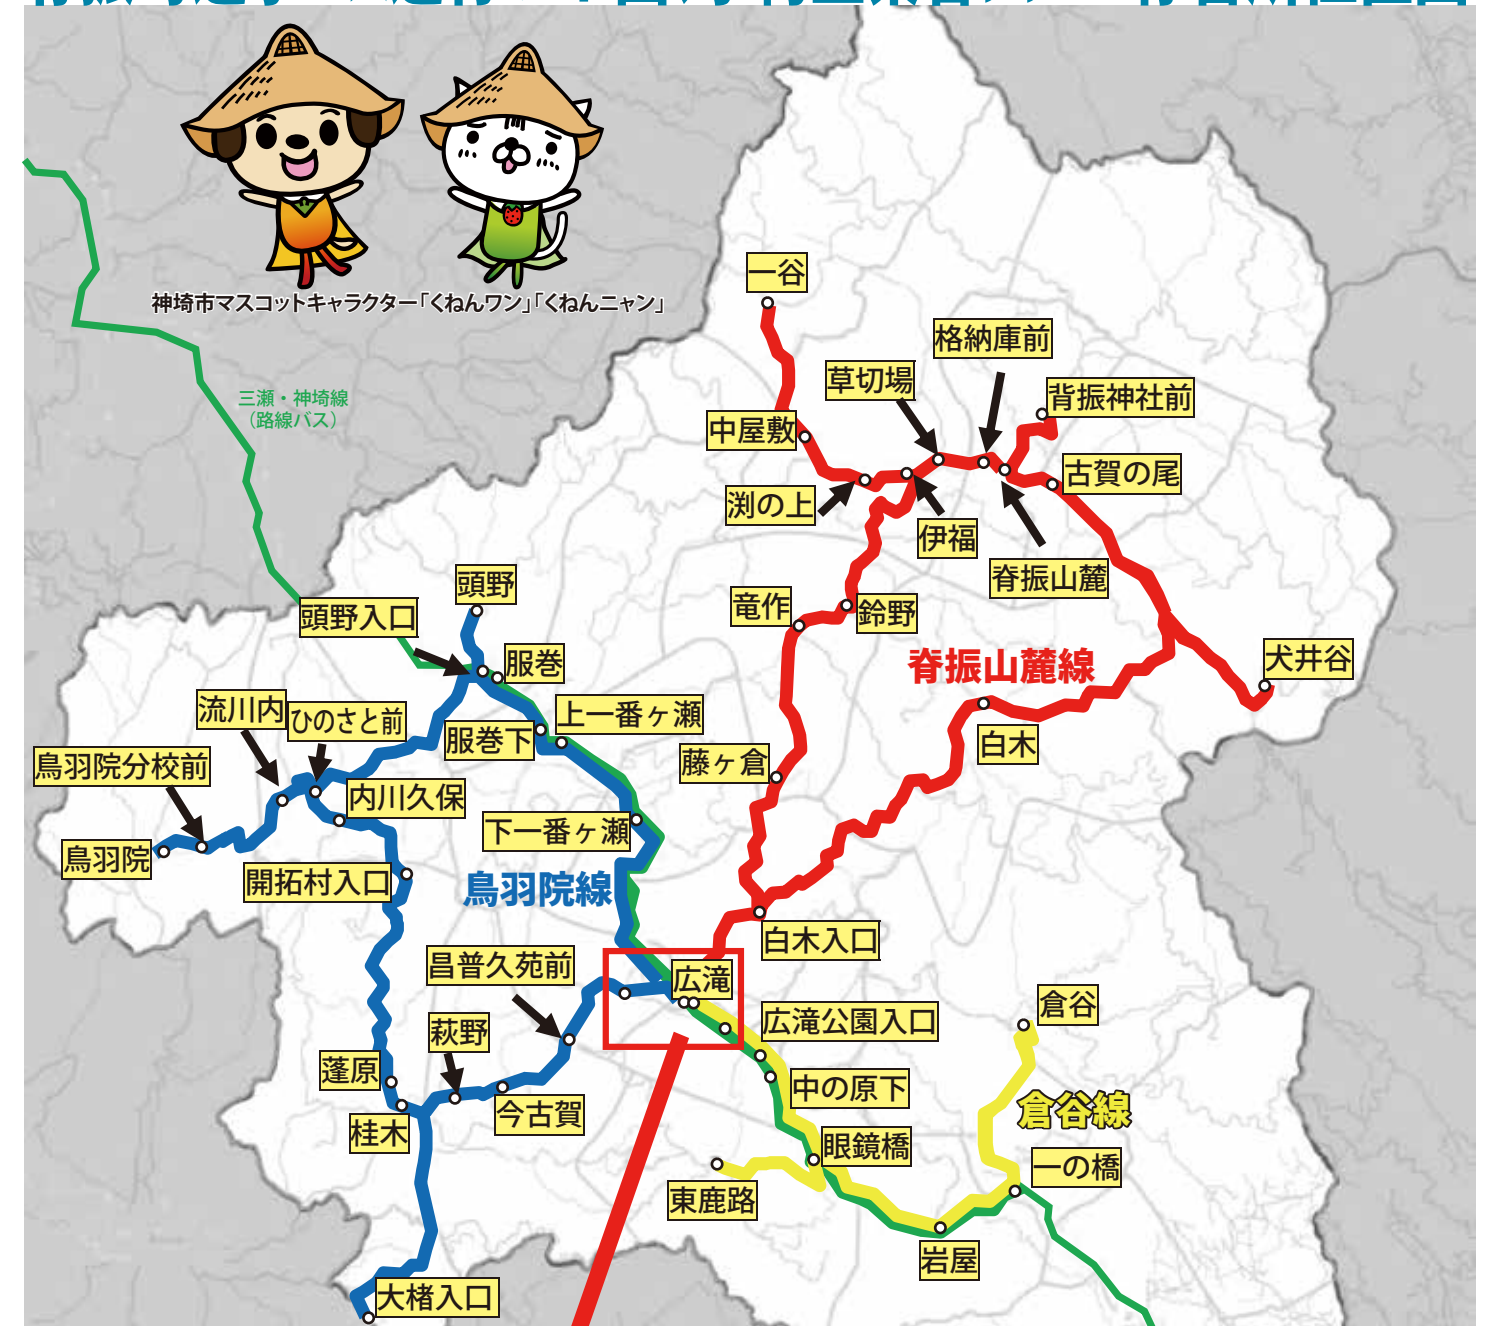 神埼市マスコットキャラクター「くねんワン」「くねんニャン」
三瀬・神埼線
（路線バス）
一谷
格納庫前
草切場
背振神社前
中屋敷
古賀の尾
渕の上
伊福
脊振山麓
頭野
竜作
鈴野
頭野入口
服巻
脊振山麓線
犬井谷
流川内
ひのさと前
上一番ヶ瀬
服巻下
白木
鳥羽院分校前
藤ヶ倉
内川久保
下一番ヶ瀬
鳥羽院
開拓村入口
鳥羽院線
白木入口
昌普久苑前
広滝
倉谷
広滝公園入口
萩野
蓬原
中の原下
今古賀
倉谷線
桂木
眼鏡橋
一の橋
東鹿路
岩屋
大楮入口